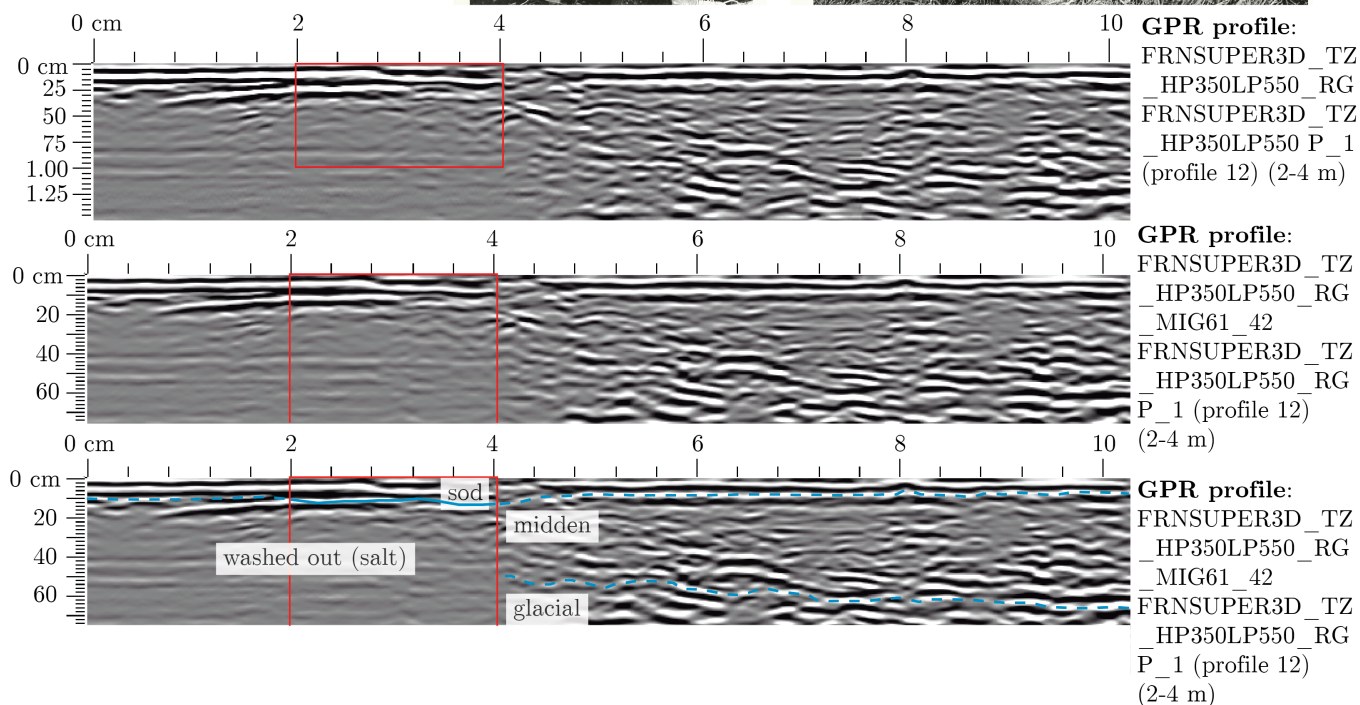 0 cm 2 4 6 8 10
0 cm
25
50
75
1.00
1.25
GPR profile:
FRNSUPER3D_TZ
_HP350LP550_RG
FRNSUPER3D_TZ
_HP350LP550 P_1
(profile 12) (2-4 m)
0 cm 2 4 6 8 10
0 cm
20
40
60
GPR profile:
FRNSUPER3D_TZ
_HP350LP550_RG
_MIG61_42
FRNSUPER3D_TZ
_HP350LP550_RG
P_1 (profile 12)
(2-4 m)
0 cm 2 4 6 8 10
0 cm
20
40
60
sod
midden
washed out (salt)
glacial
GPR profile:
FRNSUPER3D_TZ
_HP350LP550_RG
_MIG61_42
FRNSUPER3D_TZ
_HP350LP550_RG
P_1 (profile 12)
(2-4 m)